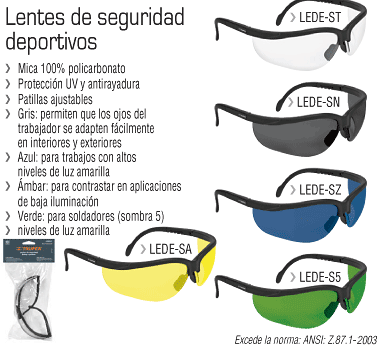 Lentes de seguridad
deportivos
Mica 100% policarbonato
Protección UV y antirayadura
Patillas ajustables
Gris: permiten que los ojos del
trabajador se adapten fácilmente
en interiores y exteriores
Azul: para trabajos con altos
niveles de luz amarilla
Ámbar: para contrastar en aplicaciones
de baja iluminación
Verde: para soldadores (sombra 5)
niveles de luz amarilla
LEDE-ST
LEDE-SN
LEDE-SZ
LEDE-SA
LEDE-S5
TRUPER
Excede la norma: ANSI: Z.87.1-2003